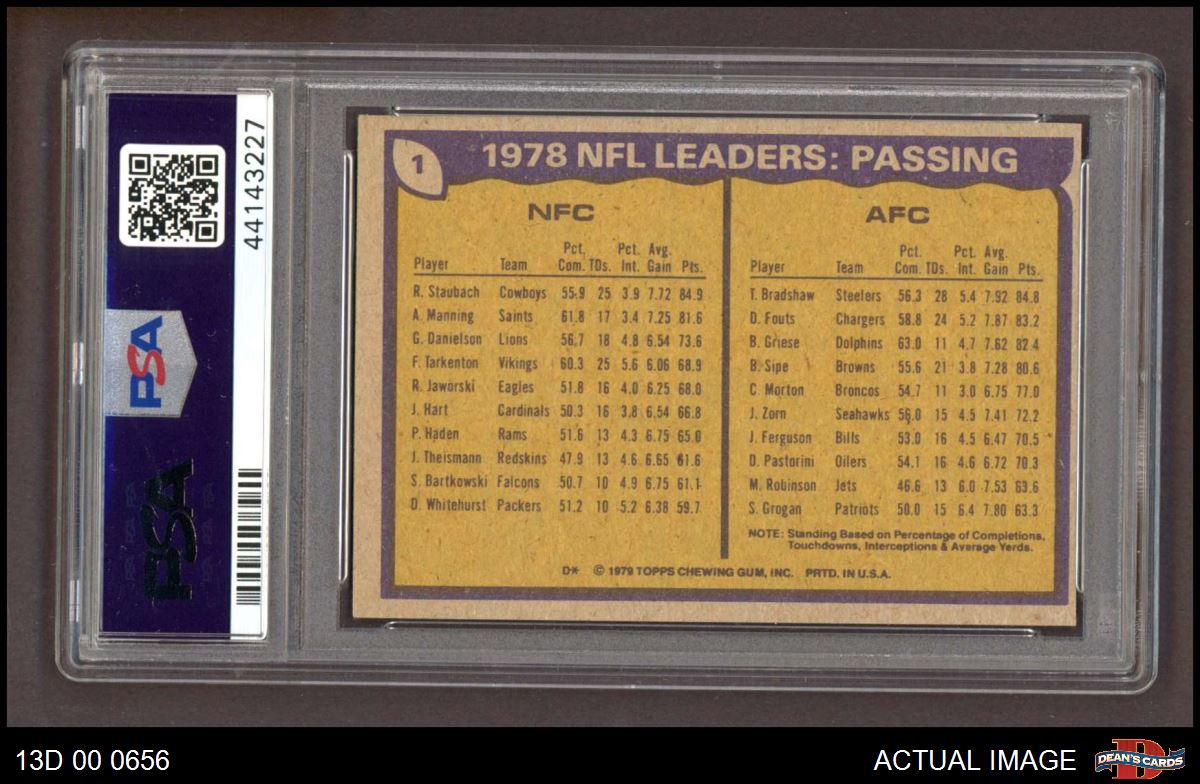 44143227
PSA
PSA
1
1978 NFL LEADERS: PASSING
NFC
Player Team Pct. Com. TDs. Pct. Int. Avg. Gain Pts.
R. Staubach Cowboys 55.9 25 3.9 7.72 84.9
A. Manning Saints 61.8 17 3.4 7.25 81.6
G. Danielson Lions 56.7 18 4.8 6.54 73.6
F. Tarkenton Vikings 60.3 25 5.6 6.06 68.9
R. Jaworski Eagles 51.8 16 4.0 6.25 68.0
J. Hart Cardinals 50.3 16 3.8 6.54 66.8
P. Haden Rams 51.6 13 4.3 6.75 65.0
J. Theismann Redskins 47.9 13 4.6 6.65 61.6
S. Bartkowski Falcons 50.7 10 4.9 6.75 61.1
D. Whitehurst Packers 51.2 10 5.2 6.38 59.7
AFC
Player Team Pct. Com. TDs. Pct. Int. Avg. Gain Pts.
T. Bradshaw Steelers 56.3 28 5.4 7.92 84.8
D. Fouts Chargers 58.8 24 5.2 7.87 83.2
B. Griese Dolphins 63.0 11 4.7 7.62 82.4
B. Sipe Browns 55.6 21 3.8 7.28 80.6
C. Morton Broncos 54.7 11 3.0 6.75 77.0
J. Zorn Seahawks 56.0 15 4.5 7.41 72.2
J. Ferguson Bills 53.0 16 4.5 6.47 70.5
D. Pastorini Oilers 54.1 16 4.6 6.72 70.3
M. Robinson Jets 46.6 13 6.0 7.53 63.6
S. Grogan Patriots 50.0 15 6.4 7.80 63.3
NOTE: Standing Based on Percentage of Completions,
Touchdowns, Interceptions & Average Yerds.
D* © 1979 TOPPS CHEWING GUM, INC. PRTD. IN U.S.A.
13D 00 0656
ACTUAL IMAGE
D
DEAN'S CARDS